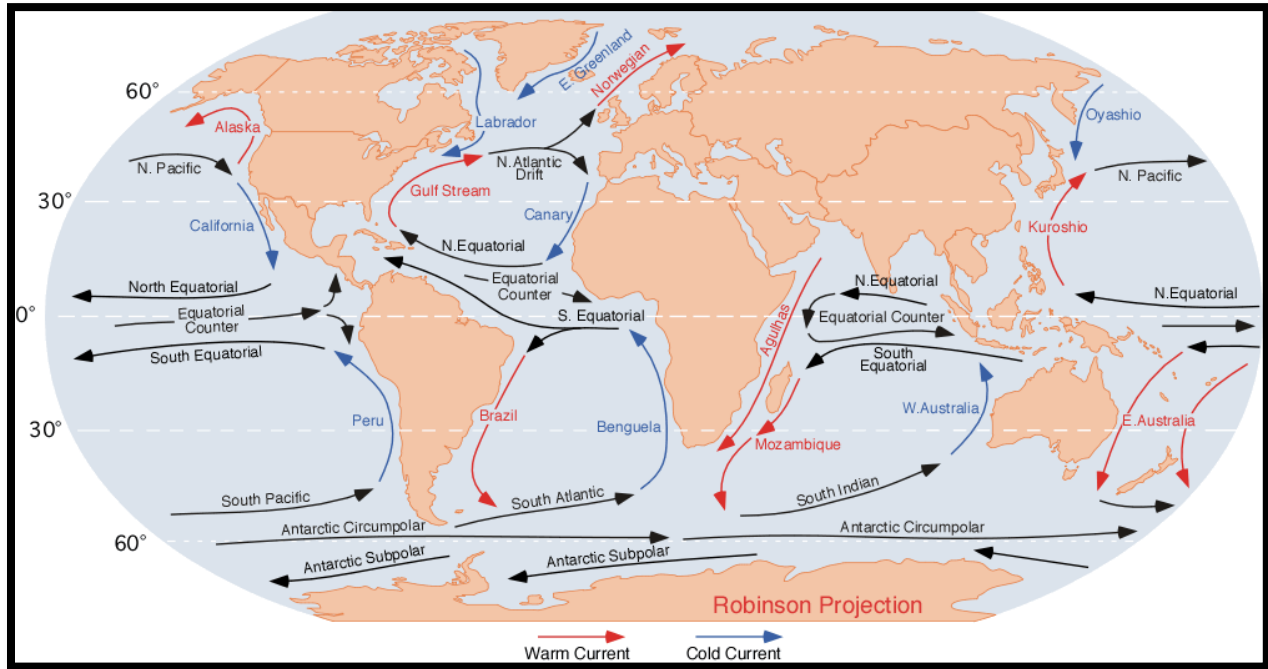 60°
30°
0°
30°
60°
Alaska
N. Pacific
California
North Equatorial
Equatorial
Counter
South Equatorial
Peru
South Pacific
Labrador
E. Greenland
Norwegian
N.Atlantic
Drift
Gulf Stream
Canary
N.Equatorial
Equatorial
Counter
S. Equatorial
Brazil
Benguela
South Atlantic
Antarctic Circumpolar
Antarctic Subpolar
Antarctic Subpolar
Agulhas
Mozambique
N.Equatorial
Equatorial Counter
South
Equatorial
W.Australia
South Indian
Antarctic Circumpolar
Oyashio
N. Pacific
Kuroshio
N.Equatorial
E.Australia
Robinson Projection
Warm Current
Cold Current